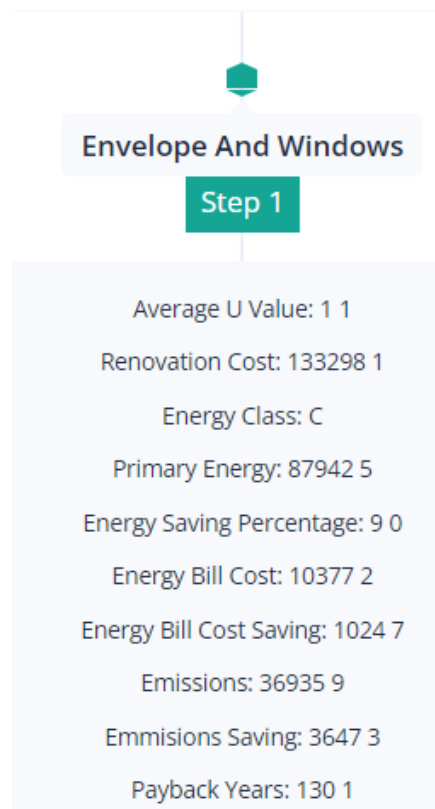 Envelope And Windows
Step 1
Average U Value: 1 1
Renovation Cost: 133298 1
Energy Class: C
Primary Energy: 87942 5
Energy Saving Percentage: 9 0
Energy Bill Cost: 10377 2
Energy Bill Cost Saving: 1024 7
Emissions: 36935 9
Emmisions Saving: 3647 3
Payback Years: 130 1